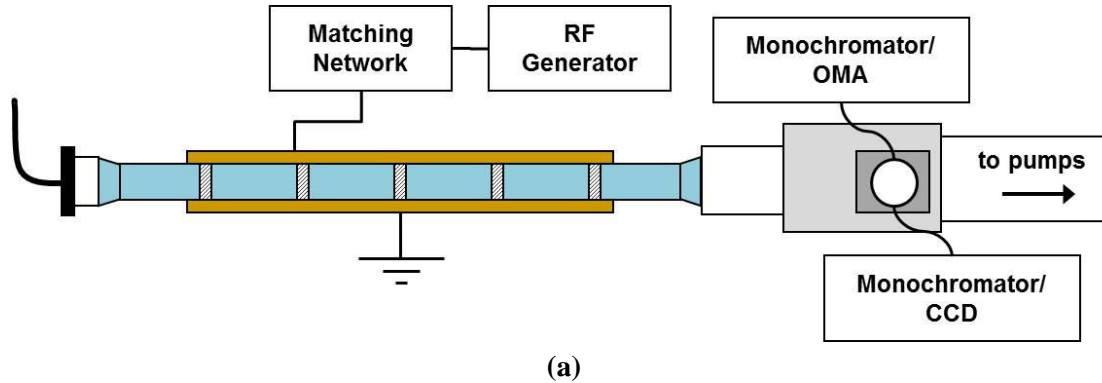 Matching
Network
RF
Generator
Monochromator/
OMA
to pumps
Monochromator/
CCD
(a)